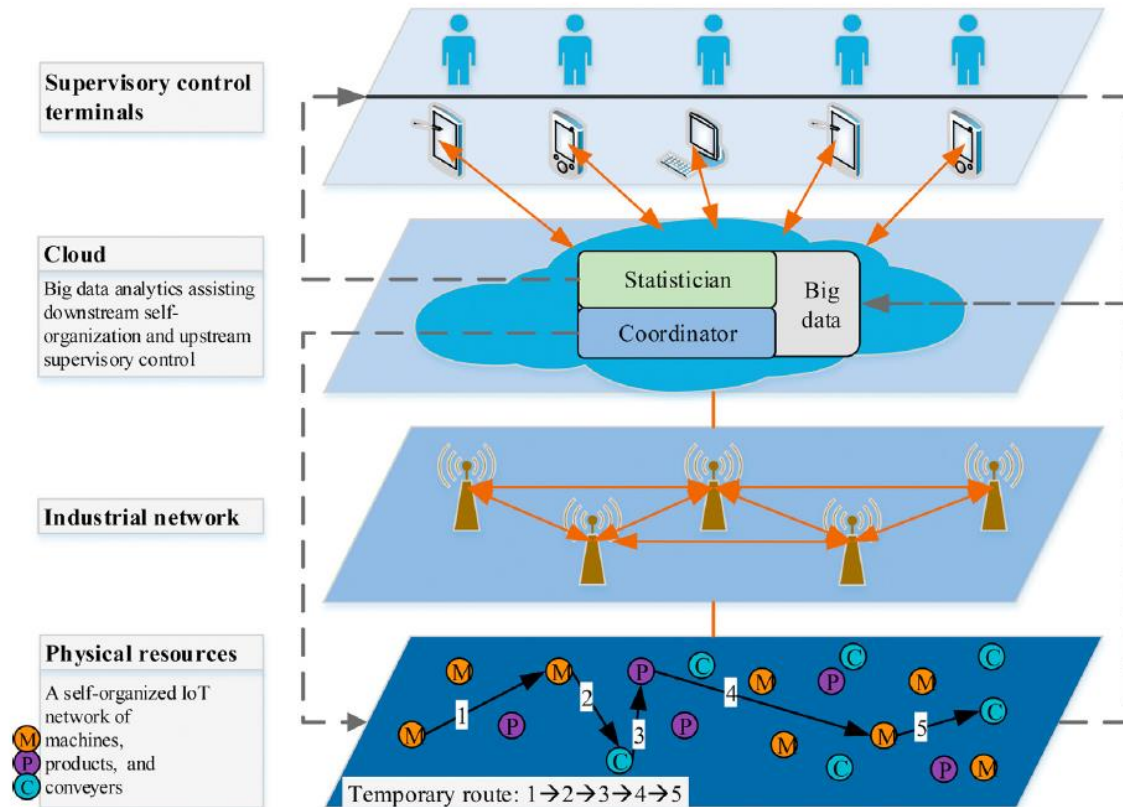 Supervisory control
terminals
Cloud
Big data analytics assisting
downstream self-
organization and upstream
supervisory control
Statistician
Coordinator
Big
data
Industrial network
Physical resources
A self-organized IoT
network of
M machines,
P products, and
C conveyers
M
M
P
C
M
C
P
M
C
M
P
C
P
M
M
C
C
P
M
1
2
3
4
5
Temporary route: 1→2→3→4→5